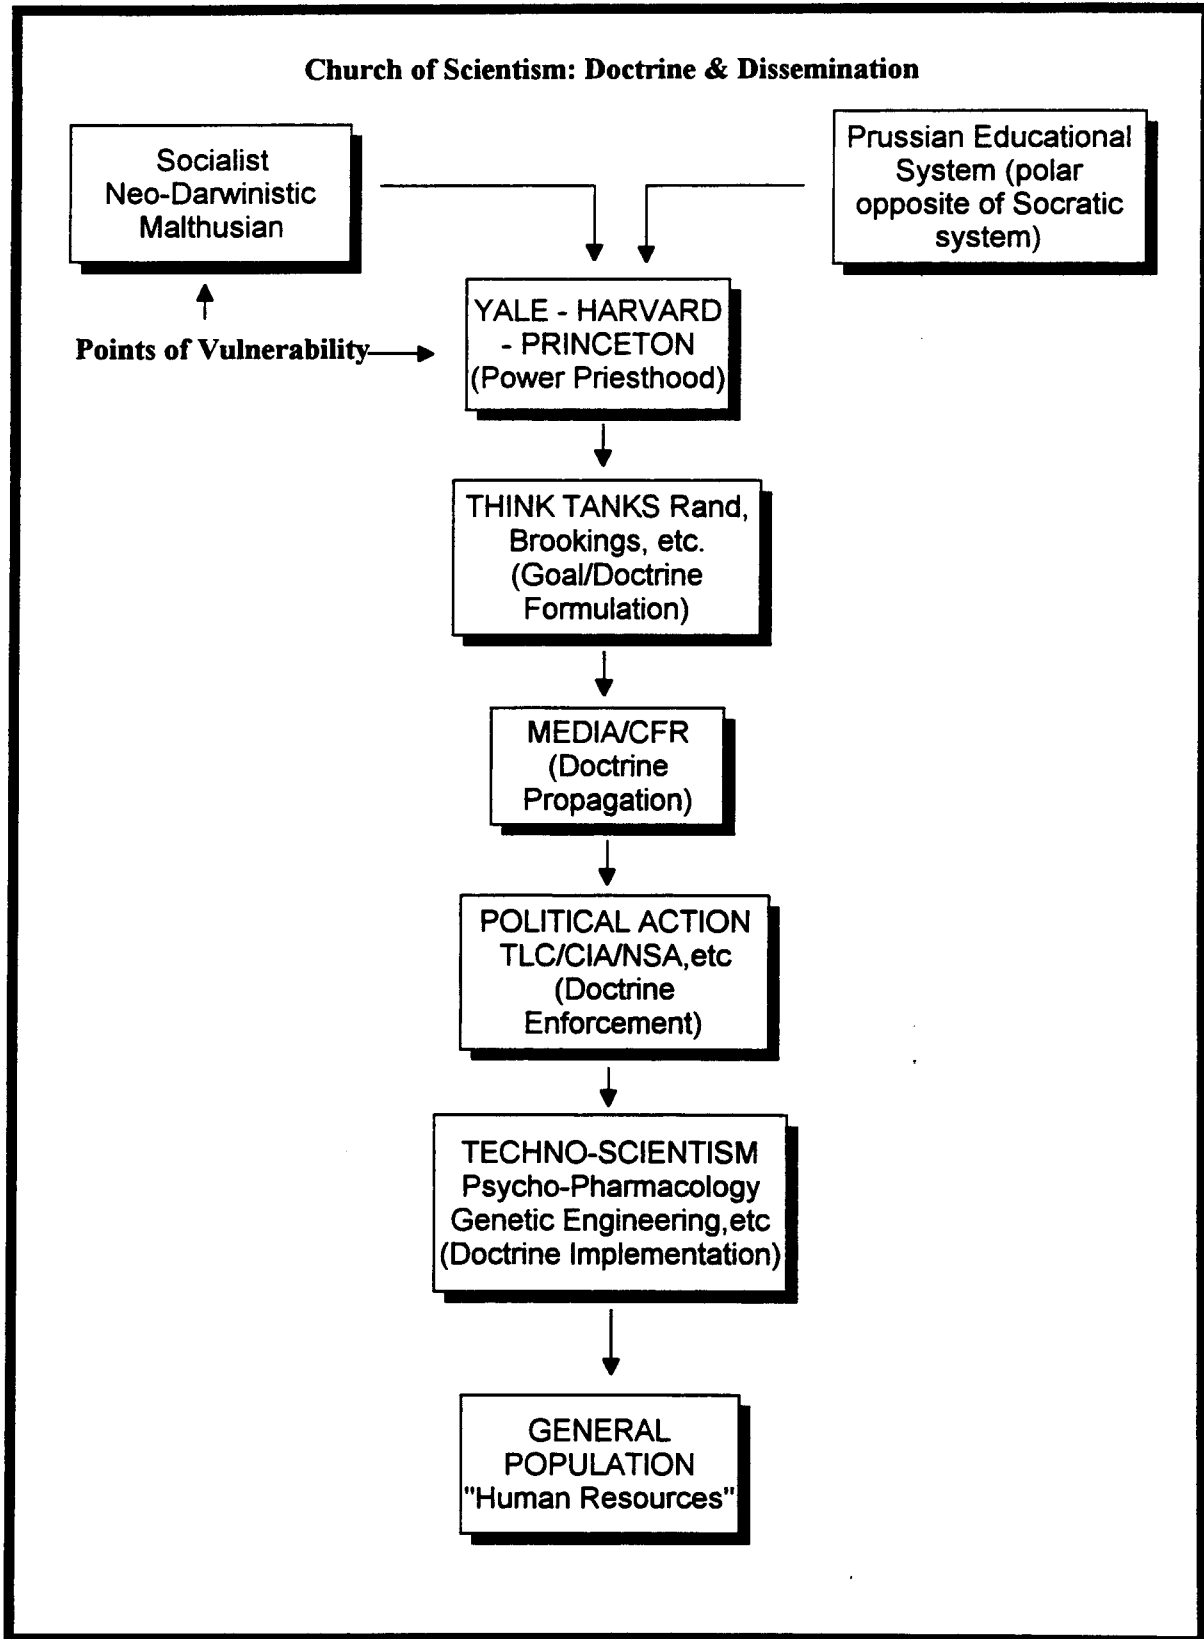 Church of Scientism: Doctrine & Dissemination
Socialist
Neo-Darwinistic
Malthusian
Prussian Educational
System (polar
opposite of Socratic
system)
YALE - HARVARD
- PRINCETON
(Power Priesthood)
Points of Vulnerability
THINK TANKS Rand,
Brookings, etc.
(Goal/Doctrine
Formulation)
MEDIA/CFR
(Doctrine
Propagation)
POLITICAL ACTION
TLC/CIA/NSA,etc
(Doctrine
Enforcement)
TECHNO-SCIENTISM
Psycho-Pharmacology
Genetic Engineering,etc
(Doctrine Implementation)
GENERAL
POPULATION
"Human Resources"